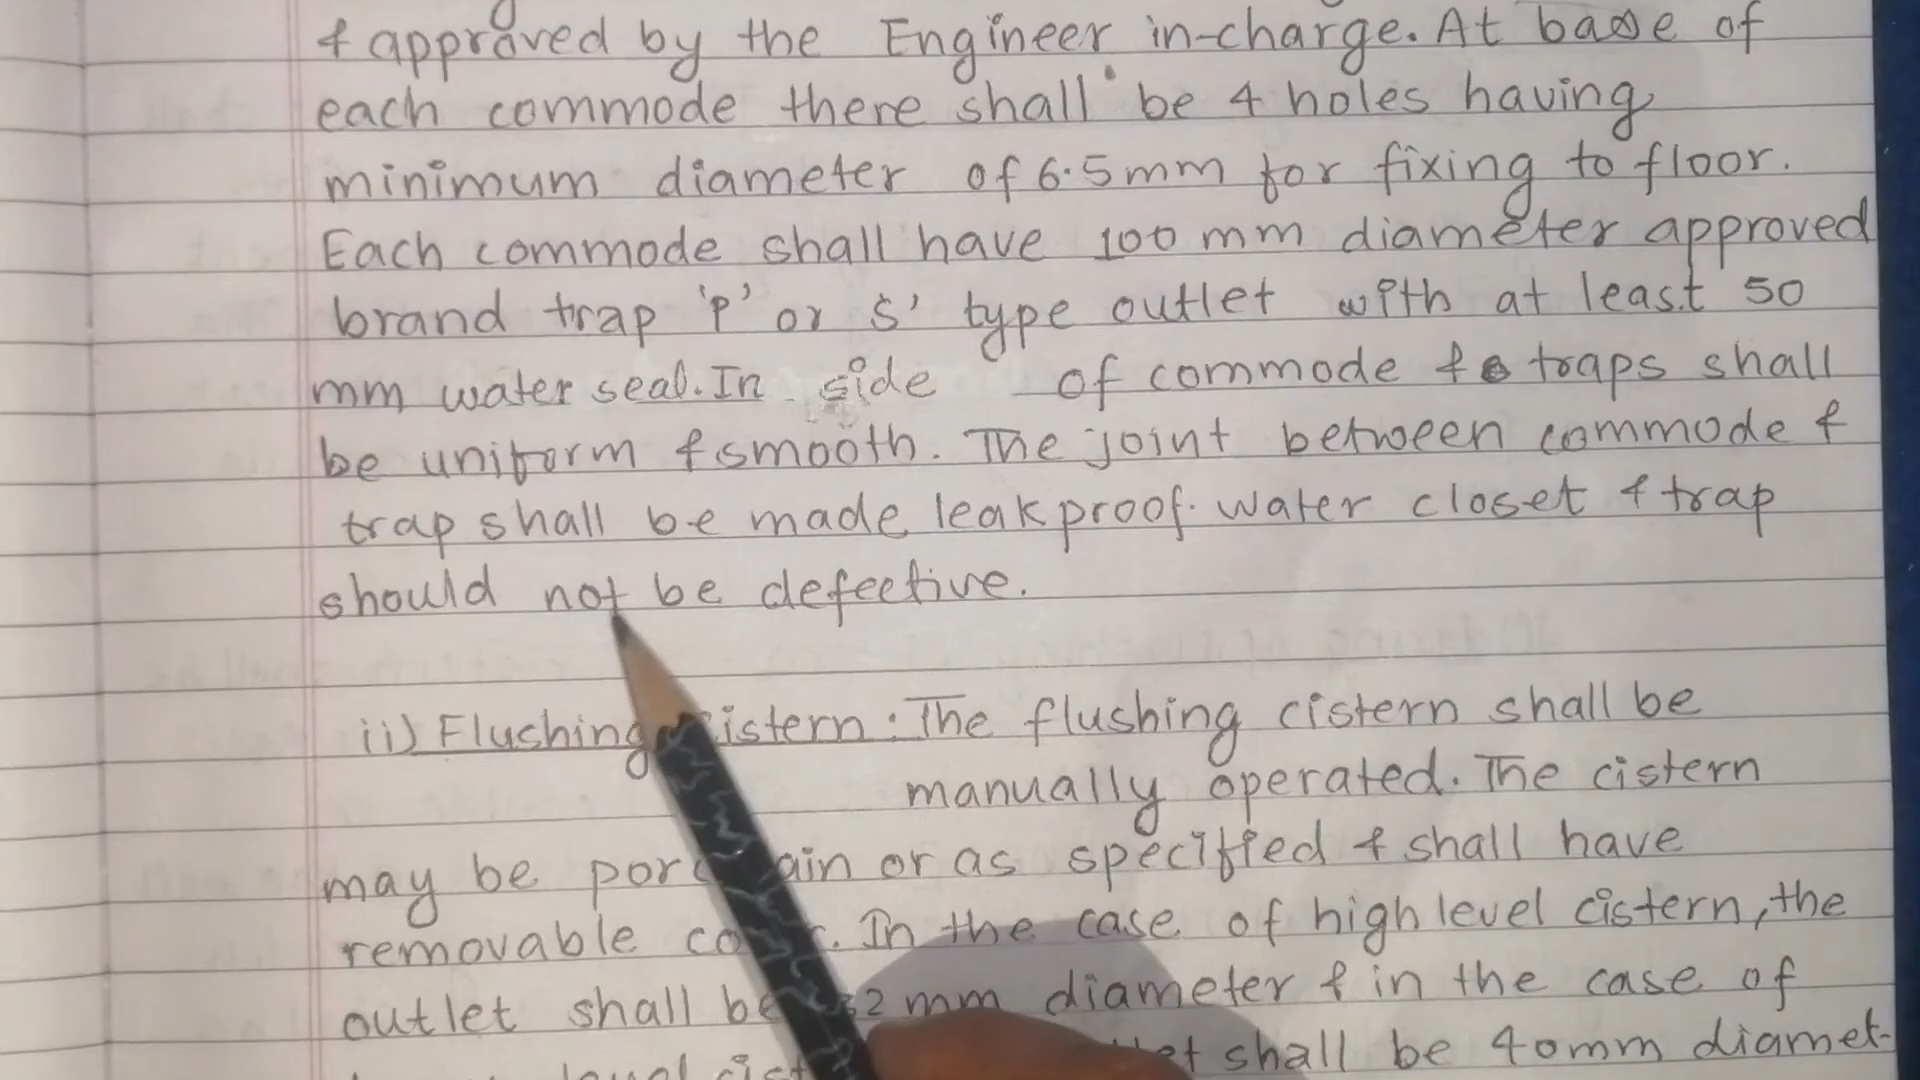 & approved by the Engineer in-charge. At base of
each commode there shall be 4 holes having
minimum diameter of 6.5mm for fixing to floor.
Each commode shall have 100 mm diameter approved
brand trap 'p' or s' type outlet with at least 50
mm water seal. In side of commode & traps shall
be uniform & smooth. The joint between commode &
trap shall be made leakproof. water closet & trap
should not be defective.
ii) Flushing istern : The flushing cistern shall be
manually operated. The cistern
may be por ain or as specified & shall have
removable co r. In the case of high level cistern, the
outlet shall be 32 mm diameter & in the case of
shall be 40mm diamet-